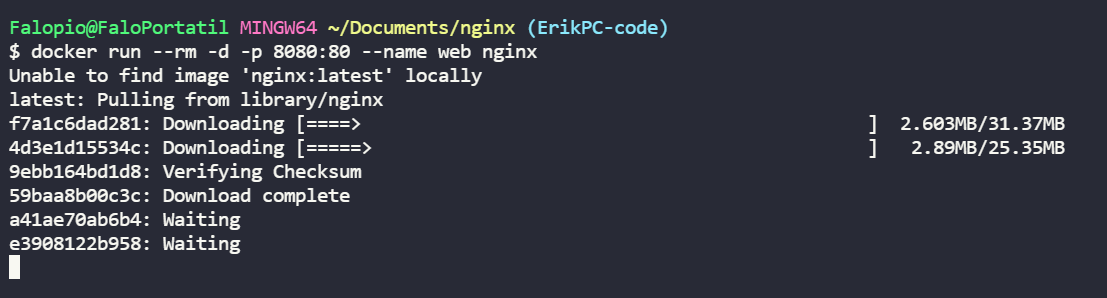 Falopio@FaloPortatil MINGW64 ~/Documents/nginx (ErikPC-code)
$ docker run --rm -d -p 8080:80 --name web nginx
Unable to find image 'nginx:latest' locally
latest: Pulling from library/nginx
f7a1c6dad281: Downloading [====>                                              ]  2.603MB/31.37MB
4d3e1d15534c: Downloading [=====>                                             ]   2.89MB/25.35MB
9ebb164bd1d8: Verifying Checksum
59baa8b00c3c: Download complete
a41ae70ab6b4: Waiting
e3908122b958: Waiting